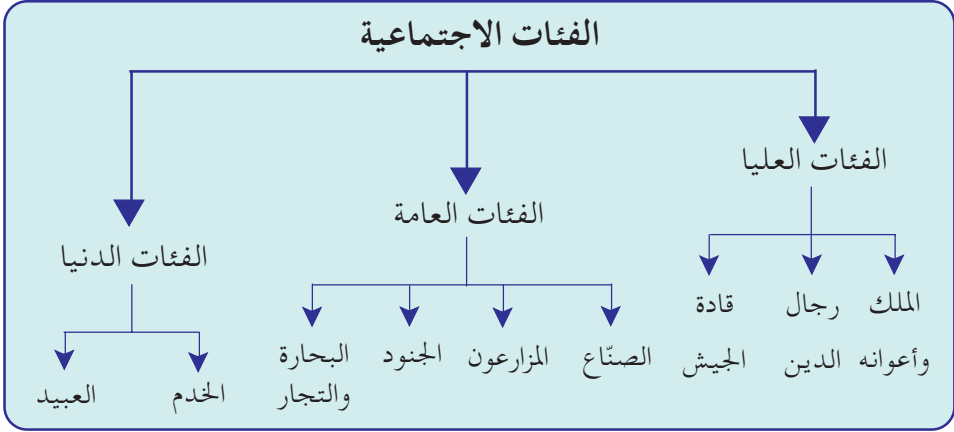 الفئات الاجتماعية
الفئات العليا
الملك
وأعوانه
رجال
الدين
قادة
الجيش
الفئات العامة
الصنّاع
المزارعون
الجنود
البحارة
والتجار
الفئات الدنيا
الخدم
العبيد